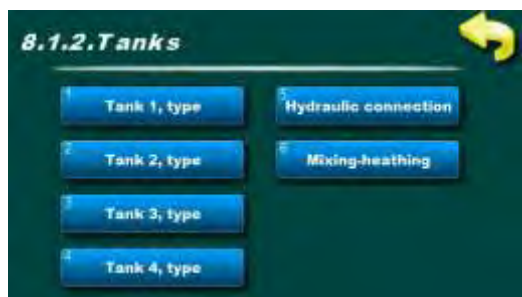 8.1.2.Tanks
1
Tank 1, type
2
Tank 2, type
3
Tank 3, type
4
Tank 4, type
5
Hydraulic connection
6
Mixing-heathing